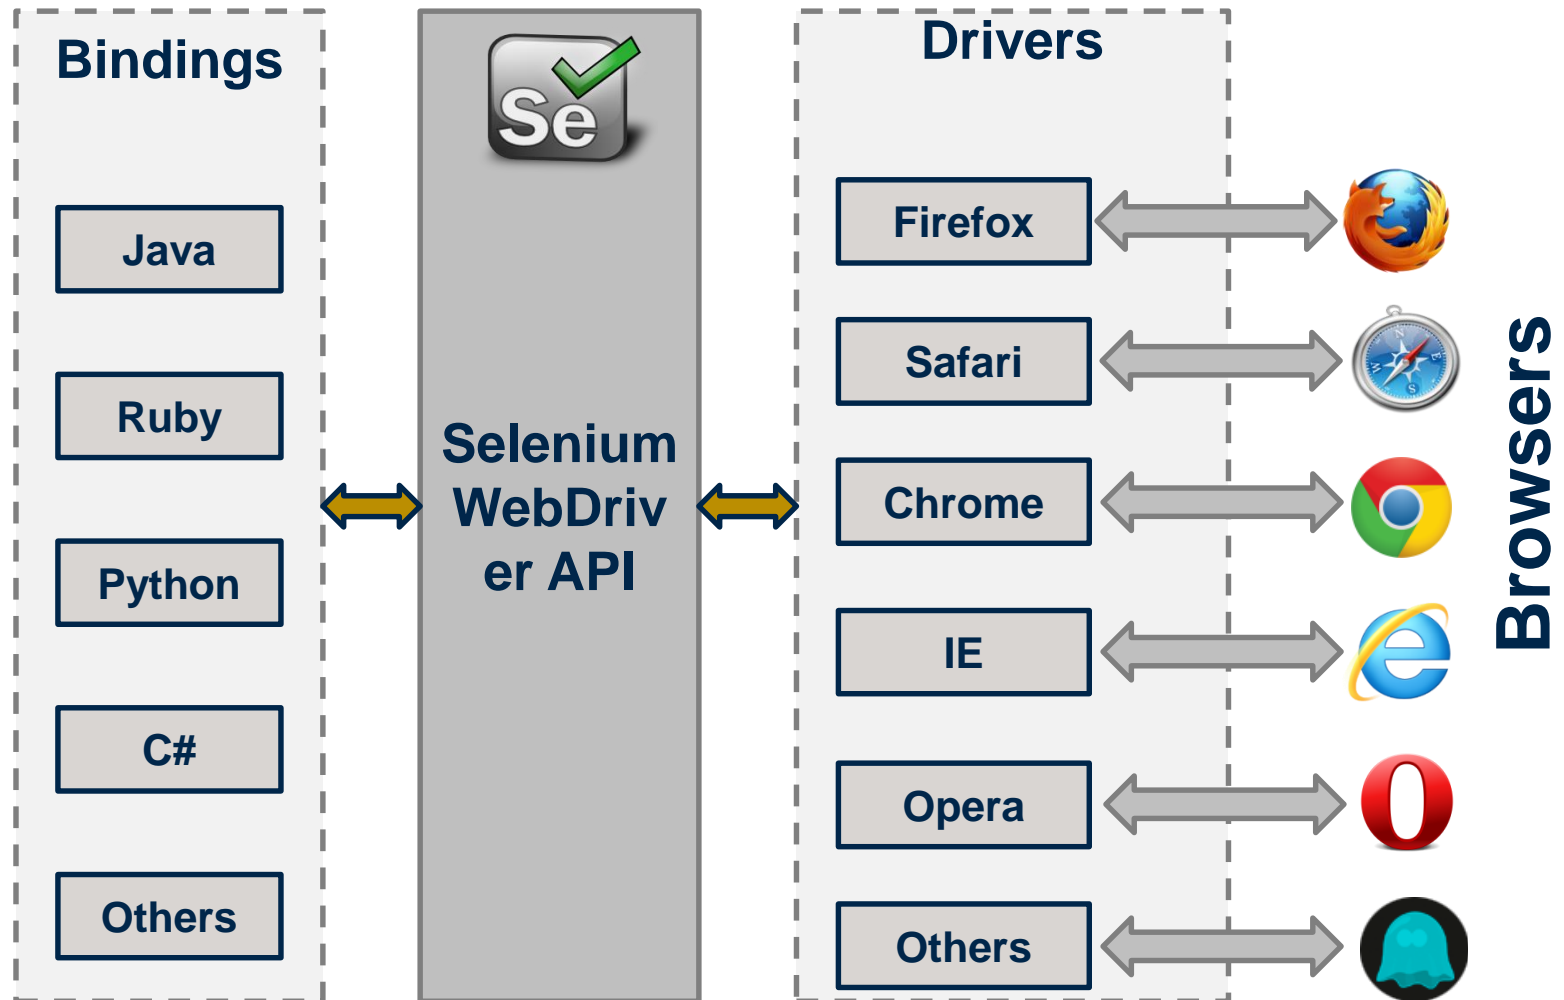 Bindings
Java
Ruby
Python
C#
Others
Se
Selenium
WebDriv
er API
Drivers
Firefox
Safari
Chrome
IE
Opera
Others
N
E
S
W
Browsers